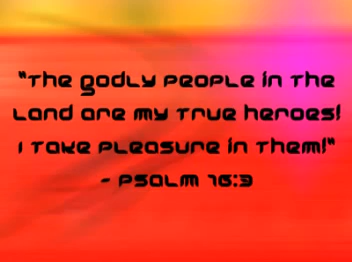 "The godly people in the
land are my true heroes!
I take pleasure in them!"
- Psalm 16:3